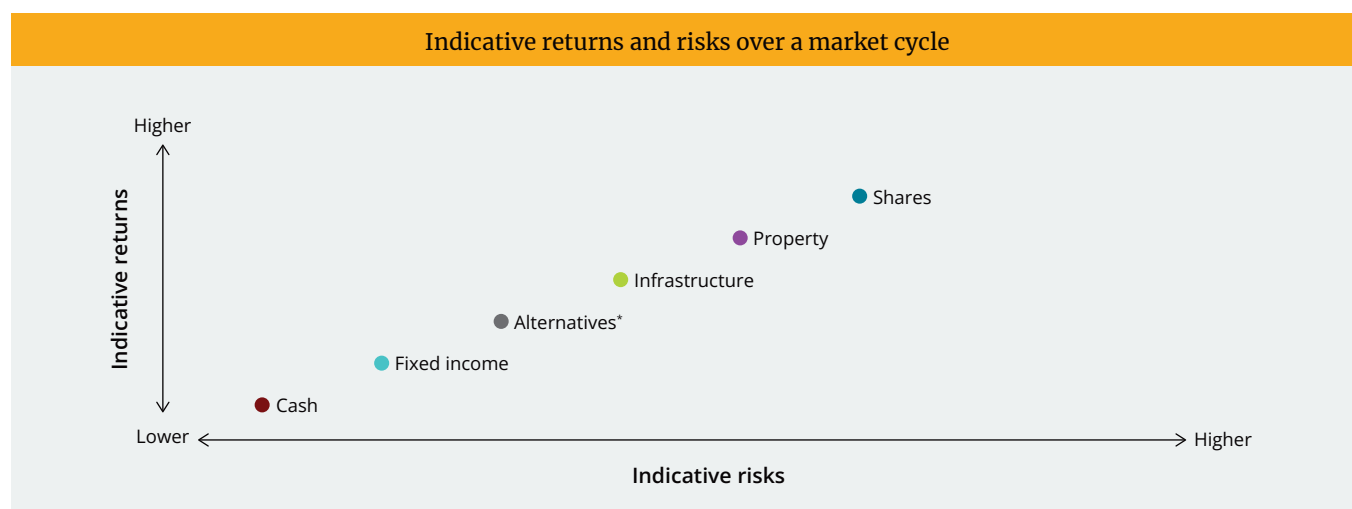 Indicative returns and risks over a market cycle
Higher
Indicative returns
Shares
Property
Infrastructure
Alternatives*
Fixed income
Cash
Lower
Higher
Indicative risks